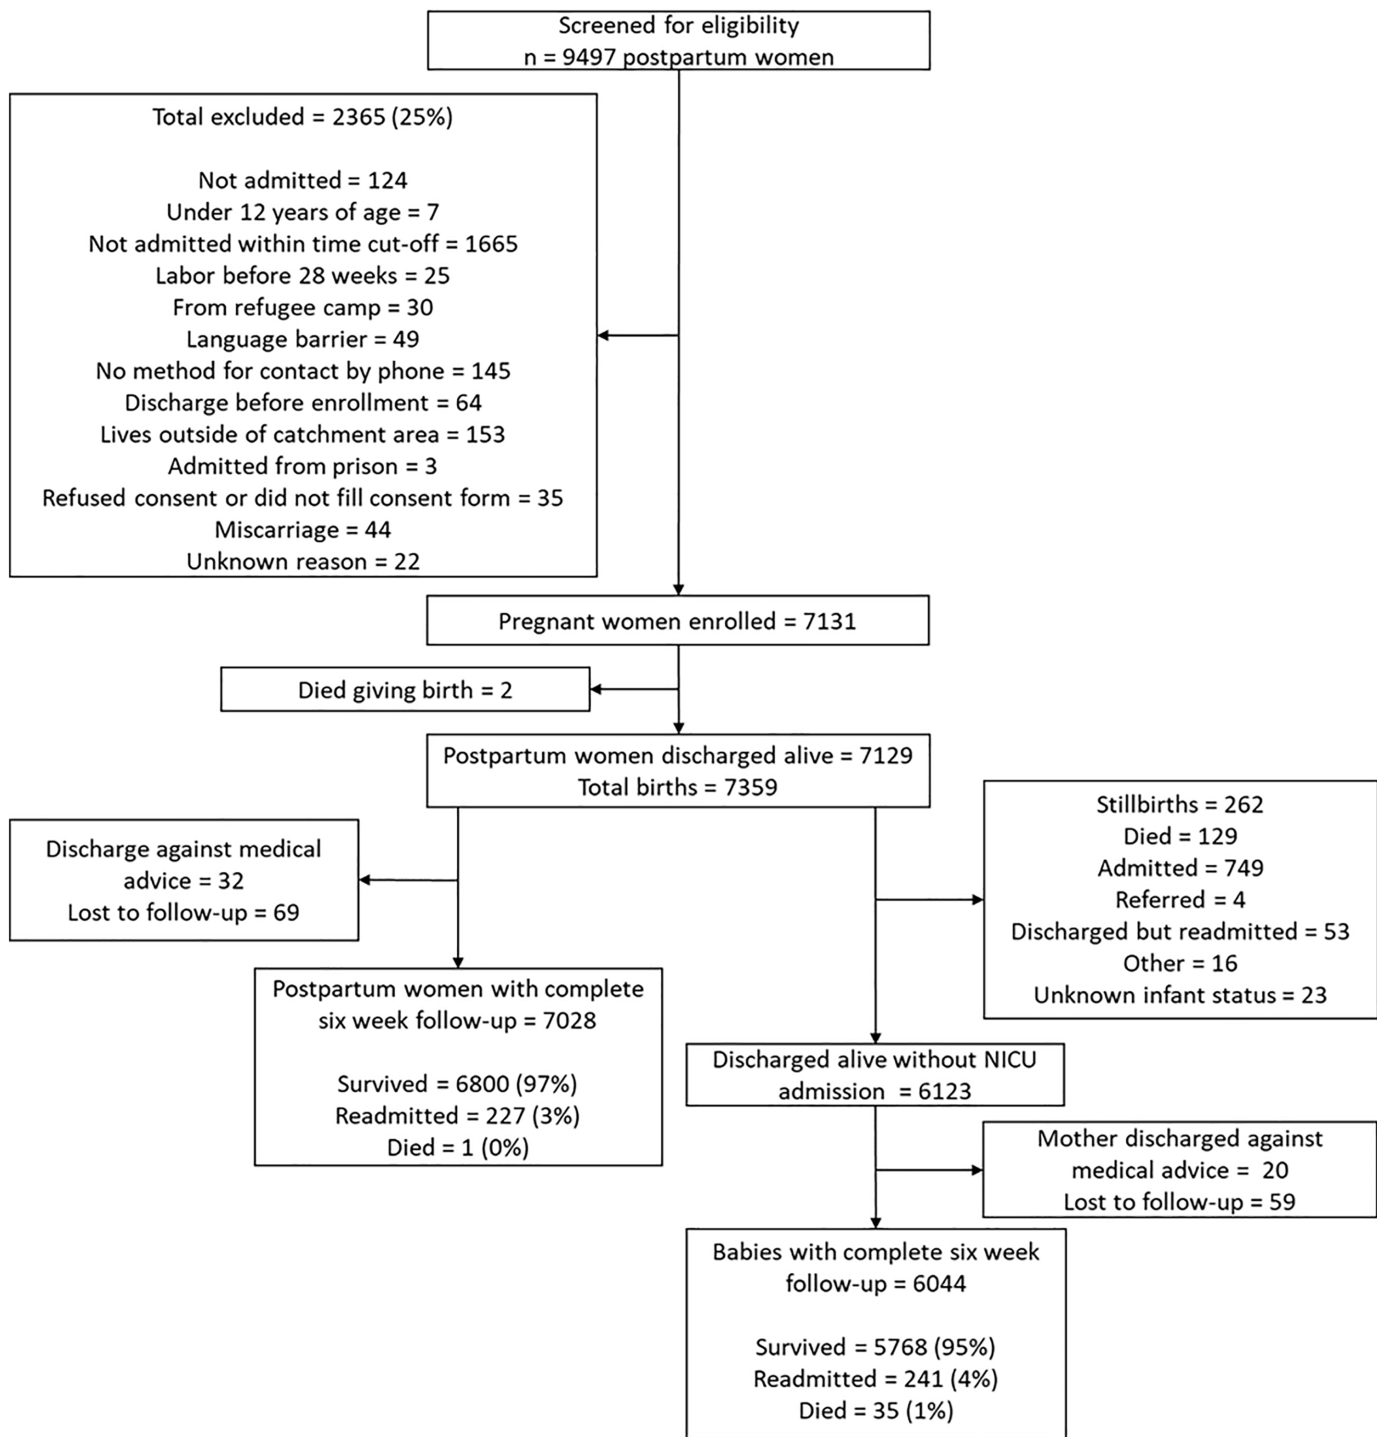 Screened for eligibility
n = 9497 postpartum women
Total excluded = 2365 (25%)
Not admitted = 124
Under 12 years of age = 7
Not admitted within time cut-off = 1665
Labor before 28 weeks = 25
From refugee camp = 30
Language barrier = 49
No method for contact by phone = 145
Discharge before enrollment = 64
Lives outside of catchment area = 153
Admitted from prison = 3
Refused consent or did not fill consent form = 35
Miscarriage = 44
Unknown reason = 22
Pregnant women enrolled = 7131
Died giving birth = 2
Postpartum women discharged alive = 7129
Total births = 7359
Discharge against medical
advice = 32
Lost to follow-up = 69
Stillbirths = 262
Died = 129
Admitted = 749
Referred = 4
Discharged but readmitted = 53
Other = 16
Unknown infant status = 23
Postpartum women with complete
six week follow-up = 7028
Survived = 6800 (97%)
Readmitted = 227 (3%)
Died = 1 (0%)
Discharged alive without NICU
admission = 6123
Mother discharged against
medical advice = 20
Lost to follow-up = 59
Babies with complete six week
follow-up = 6044
Survived = 5768 (95%)
Readmitted = 241 (4%)
Died = 35 (1%)